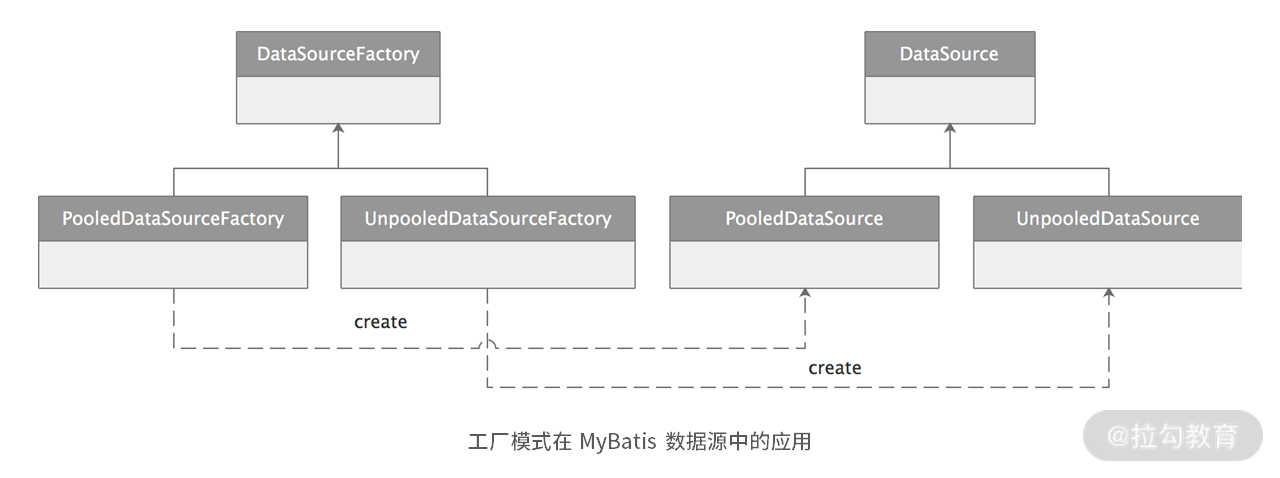 DataSourceFactory
DataSource
PooledDataSourceFactory
UnpooledDataSourceFactory
PooledDataSource
UnpooledDataSource
create
create
工厂模式在 MyBatis 数据源中的应用
@拉勾教育